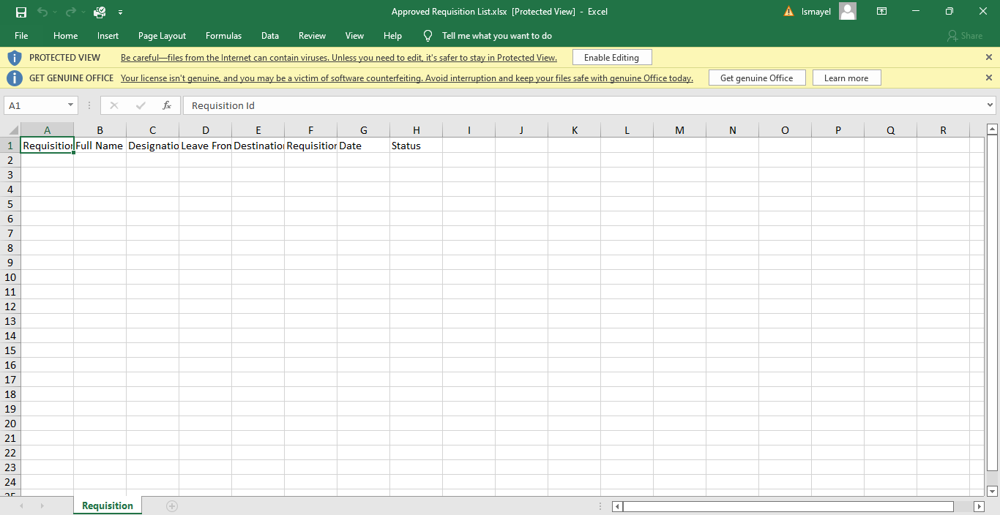 Approved Requisition List.xlsx  [Protected View]  -  Excel
Ismayel
File Home Insert Page Layout Formulas Data Review View Help Tell me what you want to do Share
PROTECTED VIEW Be careful—files from the Internet can contain viruses. Unless you need to edit, it's safer to stay in Protected View. Enable Editing
GET GENUINE OFFICE Your license isn't genuine, and you may be a victim of software counterfeiting. Avoid interruption and keep your files safe with genuine Office today. Get genuine Office Learn more
A1 fx Requisition Id
A B C D E F G H I J K L M N O P Q R
1 Requisition Full Name Designatio Leave From Destination Requisition Date Status
2
3
4
5
6
7
8
9
10
11
12
13
14
15
16
17
18
19
20
21
22
23
24
25
Requisition